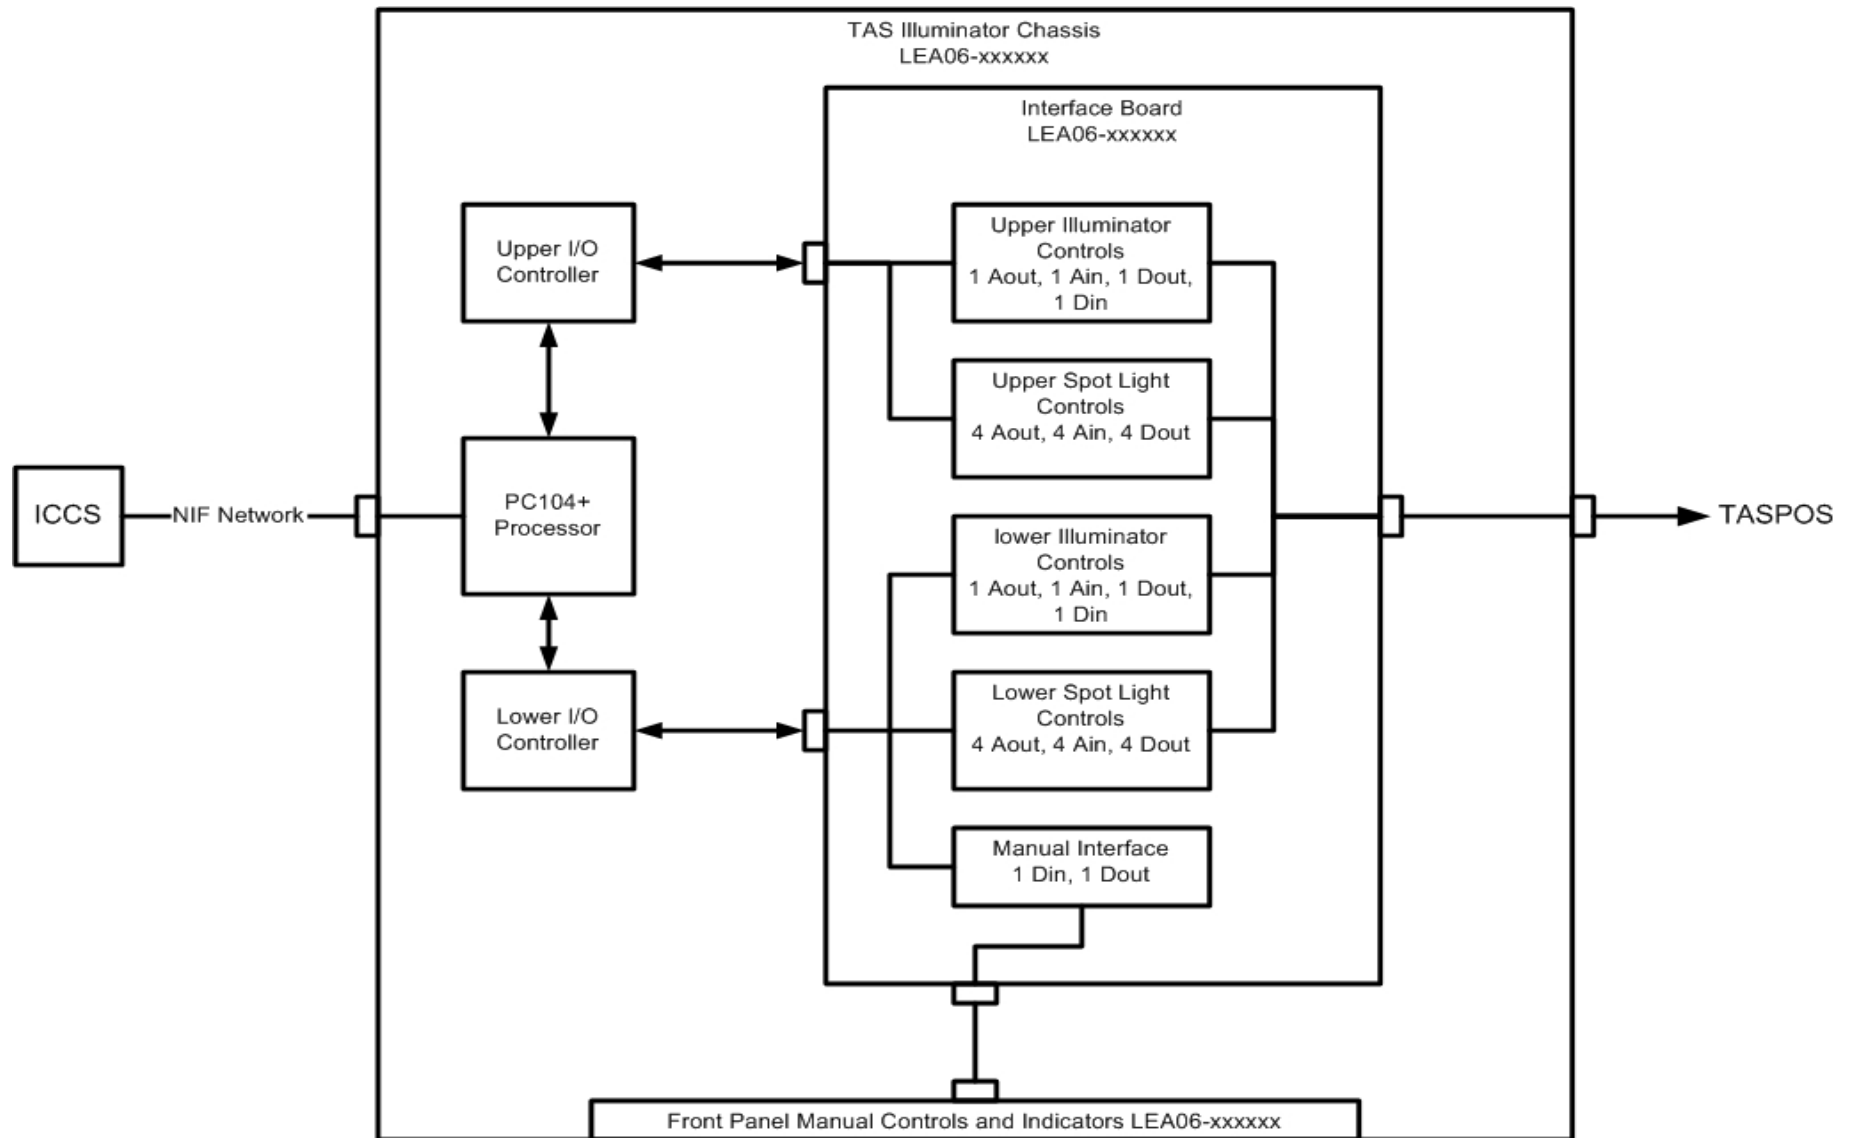 TAS Illuminator Chassis
LEA06-xxxxxx
Interface Board
LEA06-xxxxxx
Upper I/O
Controller
Upper Illuminator
Controls
1 Aout, 1 Ain, 1 Dout,
1 Din
Upper Spot Light
Controls
4 Aout, 4 Ain, 4 Dout
ICCS
NIF Network
PC104+
Processor
lower Illuminator
Controls
1 Aout, 1 Ain, 1 Dout,
1 Din
TASPOS
Lower I/O
Controller
Lower Spot Light
Controls
4 Aout, 4 Ain, 4 Dout
Manual Interface
1 Din, 1 Dout
Front Panel Manual Controls and Indicators LEA06-xxxxxx